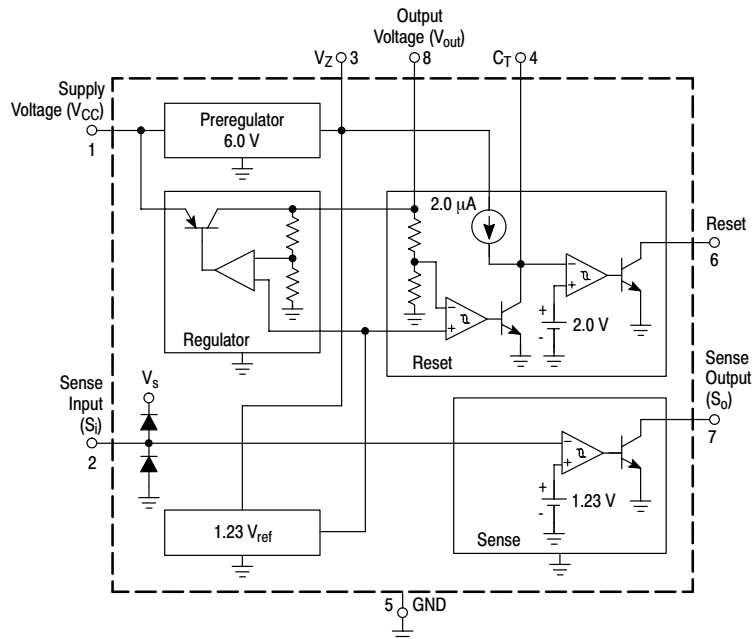 Output
Voltage (Vout)
VZ 3
8
CT 4
Supply
Voltage (VCC)
1
Preregulator
6.0 V
2.0 µA
Reset
6
2.0 V
Regulator
Reset
Sense
Input
(Si)
2
Vs
Sense
Output
(So)
7
1.23 V
1.23 Vref
Sense
5 GND
+
-
+
-
-
+
-
+
-
+